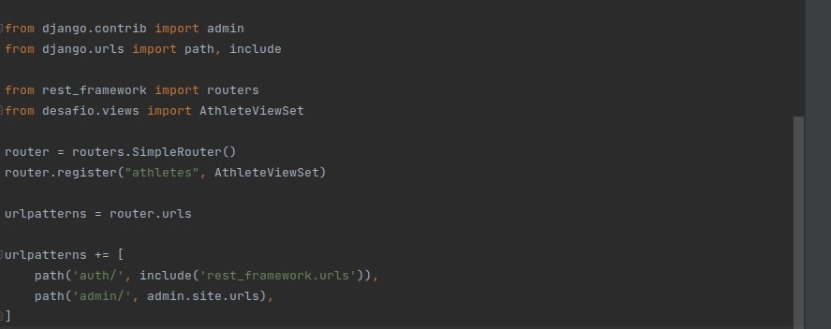 from django.contrib import admin
from django.urls import path, include
from rest_framework import routers
from desafio.views import AthleteViewSet
router = routers.SimpleRouter()
router.register("athletes", AthleteViewSet)
urlpatterns = router.urls
urlpatterns += [
    path('auth/', include('rest_framework.urls')),
    path('admin/', admin.site.urls),
]